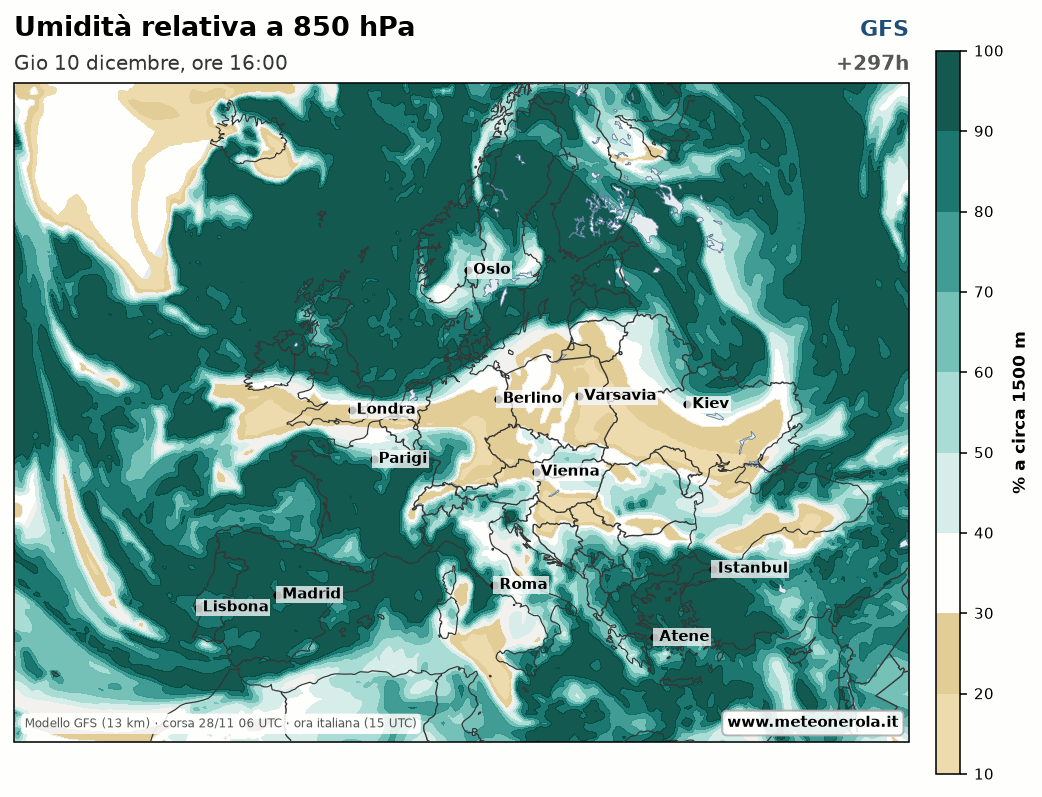 Umidità relativa a 850 hPa
GFS
Gio 10 dicembre, ore 16:00
+297h
100
90
80
70
60
50
40
30
20
10
% a circa 1500 m
Oslo
Londra
Berlino
Varsavia
Kiev
Parigi
Vienna
Istanbul
Roma
Madrid
Lisbona
Atene
Modello GFS (13 km) · corsa 28/11 06 UTC · ora italiana (15 UTC)
www.meteonerola.it